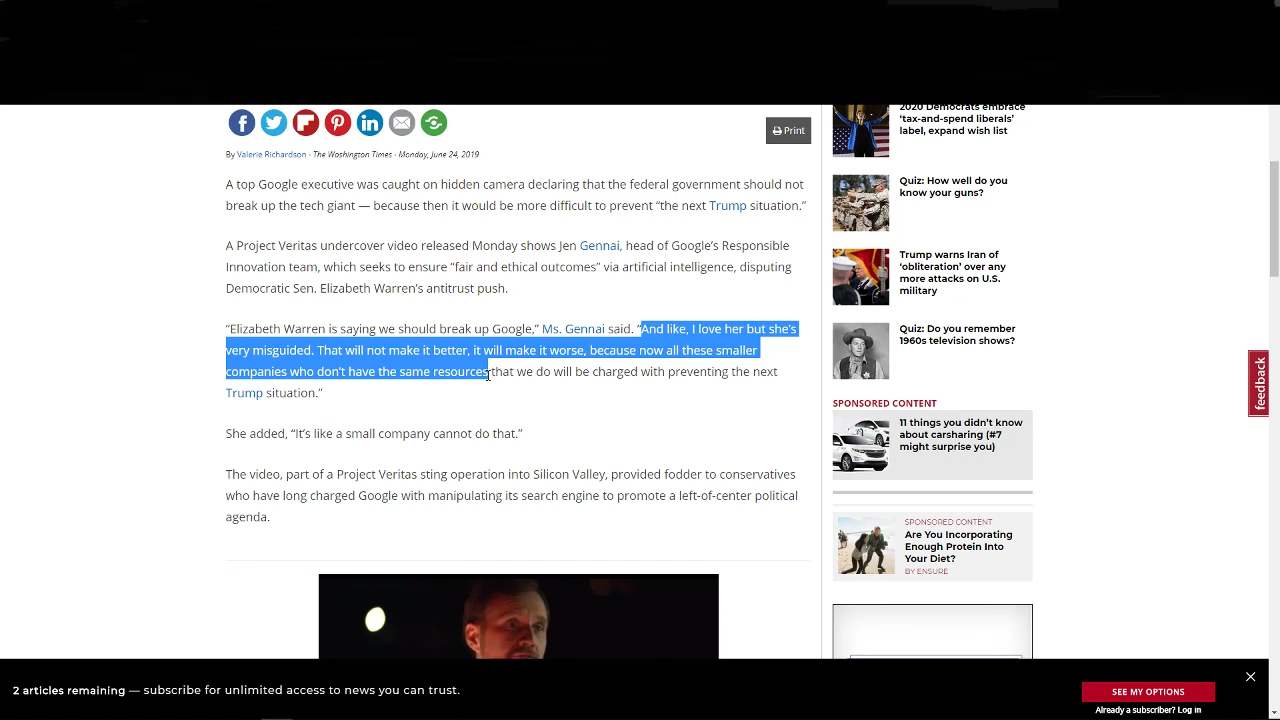 Print
By Valerie Richardson - The Washington Times - Monday, June 24, 2019
A top Google executive was caught on hidden camera declaring that the federal government should not
break up the tech giant — because then it would be more difficult to prevent “the next Trump situation.”
A Project Veritas undercover video released Monday shows Jen Gennai, head of Google’s Responsible
Innovation team, which seeks to ensure “fair and ethical outcomes” via artificial intelligence, disputing
Democratic Sen. Elizabeth Warren’s antitrust push.
“Elizabeth Warren is saying we should break up Google,” Ms. Gennai said. “And like, I love her but she’s
very misguided. That will not make it better, it will make it worse, because now all these smaller
companies who don’t have the same resources that we do will be charged with preventing the next
Trump situation.”
She added, “It’s like a small company cannot do that.”
The video, part of a Project Veritas sting operation into Silicon Valley, provided fodder to conservatives
who have long charged Google with manipulating its search engine to promote a left-of-center political
agenda.
2020 Democrats embrace
‘tax-and-spend liberals’
label, expand wish list
Quiz: How well do you
know your guns?
Trump warns Iran of
‘obliteration’ over any
more attacks on U.S.
military
Quiz: Do you remember
1960s television shows?
SPONSORED CONTENT
11 things you didn’t know
about carsharing (#7
might surprise you)
SPONSORED CONTENT
Are You Incorporating
Enough Protein Into
Your Diet?
BY ENSURE
feedback
2 articles remaining — subscribe for unlimited access to news you can trust.
SEE MY OPTIONS
Already a subscriber? Log in